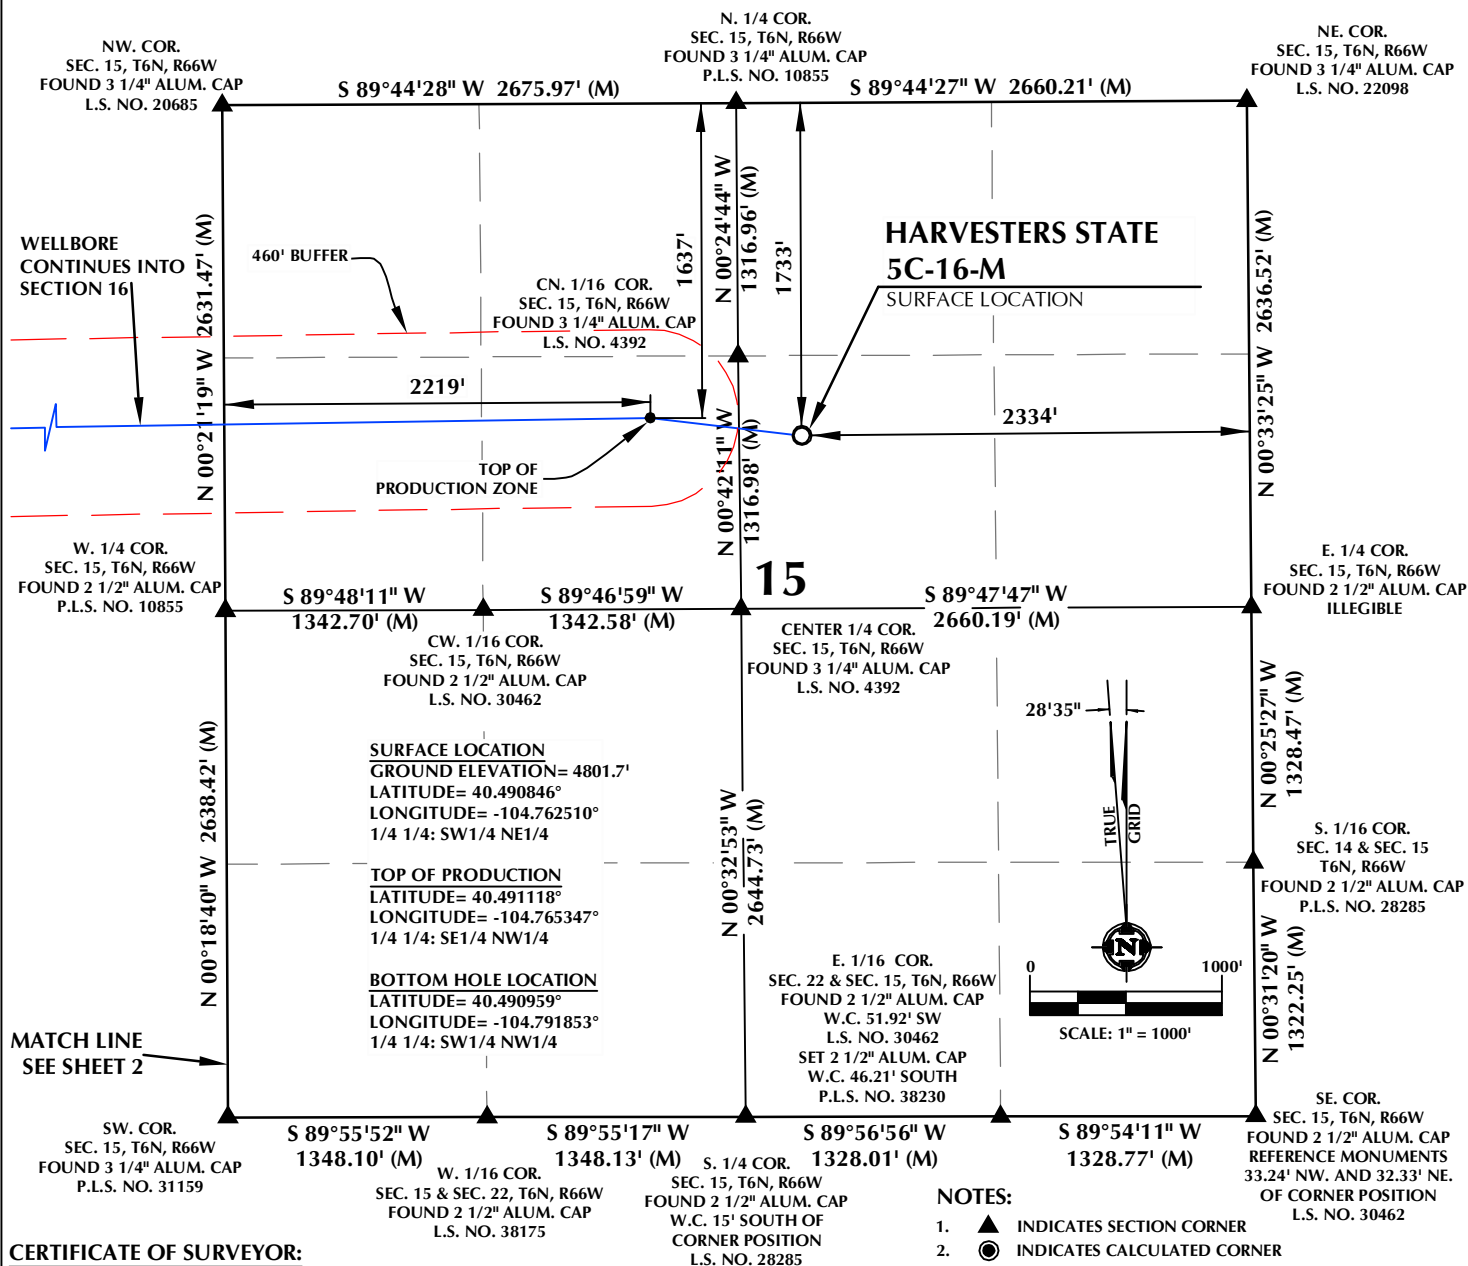 NW. COR.
SEC. 15, T6N, R66W
FOUND 3 1/4" ALUM. CAP
L.S. NO. 20685
N. 1/4 COR.
SEC. 15, T6N, R66W
FOUND 3 1/4" ALUM. CAP
P.L.S. NO. 10855
NE. COR.
SEC. 15, T6N, R66W
FOUND 3 1/4" ALUM. CAP
L.S. NO. 22098
S 89°44'28" W 2675.97' (M)
S 89°44'27" W 2660.21' (M)
WELLBORE
CONTINUES INTO
SECTION 16
N 00°21'19" W 2631.47' (M)
460' BUFFER
CN. 1/16 COR.
SEC. 15, T6N, R66W
FOUND 3 1/4" ALUM. CAP
L.S. NO. 4392
1637'
N 00°24'44" W
1316.96' (M)
1733'
HARVESTERS STATE
5C-16-M
SURFACE LOCATION
N 00°33'25" W 2636.52' (M)
2219'
2334'
TOP OF
PRODUCTION ZONE
N 00°42'11" W
1316.98' (M)
W. 1/4 COR.
SEC. 15, T6N, R66W
FOUND 2 1/2" ALUM. CAP
P.L.S. NO. 10855
15
E. 1/4 COR.
SEC. 15, T6N, R66W
FOUND 2 1/2" ALUM. CAP
ILLEGIBLE
S 89°48'11" W
1342.70' (M)
S 89°46'59" W
1342.58' (M)
S 89°47'47" W
2660.19' (M)
CW. 1/16 COR.
SEC. 15, T6N, R66W
FOUND 2 1/2" ALUM. CAP
L.S. NO. 30462
CENTER 1/4 COR.
SEC. 15, T6N, R66W
FOUND 3 1/4" ALUM. CAP
L.S. NO. 4392
N 00°18'40" W 2638.42' (M)
SURFACE LOCATION
GROUND ELEVATION= 4801.7'
LATITUDE= 40.490846°
LONGITUDE= -104.762510°
1/4 1/4: SW1/4 NE1/4
TOP OF PRODUCTION
LATITUDE= 40.491118°
LONGITUDE= -104.765347°
1/4 1/4: SE1/4 NW1/4
BOTTOM HOLE LOCATION
LATITUDE= 40.490959°
LONGITUDE= -104.791853°
1/4 1/4: SW1/4 NW1/4
N 00°32'53" W
2644.73' (M)
28'35"
TRUE
GRID
N
0 1000'
SCALE: 1" = 1000'
N 00°25'27" W
1328.47' (M)
S. 1/16 COR.
SEC. 14 & SEC. 15
T6N, R66W
FOUND 2 1/2" ALUM. CAP
P.L.S. NO. 28285
N 00°31'20" W
1322.25' (M)
E. 1/16 COR.
SEC. 22 & SEC. 15, T6N, R66W
FOUND 2 1/2" ALUM. CAP
W.C. 51.92' SW
L.S. NO. 30462
SET 2 1/2" ALUM. CAP
W.C. 46.21' SOUTH
P.L.S. NO. 38230
MATCH LINE
SEE SHEET 2
SW. COR.
SEC. 15, T6N, R66W
FOUND 3 1/4" ALUM. CAP
P.L.S. NO. 31159
S 89°55'52" W
1348.10' (M)
S 89°55'17" W
1348.13' (M)
S 89°56'56" W
1328.01' (M)
S 89°54'11" W
1328.77' (M)
W. 1/16 COR.
SEC. 15 & SEC. 22, T6N, R66W
FOUND 2 1/2" ALUM. CAP
L.S. NO. 38175
S. 1/4 COR.
SEC. 15, T6N, R66W
FOUND 2 1/2" ALUM. CAP
W.C. 15' SOUTH OF
CORNER POSITION
L.S. NO. 28285
SE. COR.
SEC. 15, T6N, R66W
FOUND 2 1/2" ALUM. CAP
REFERENCE MONUMENTS
33.24' NW. AND 32.33' NE.
OF CORNER POSITION
L.S. NO. 30462
NOTES:
1. INDICATES SECTION CORNER
2. INDICATES CALCULATED CORNER
CERTIFICATE OF SURVEYOR: